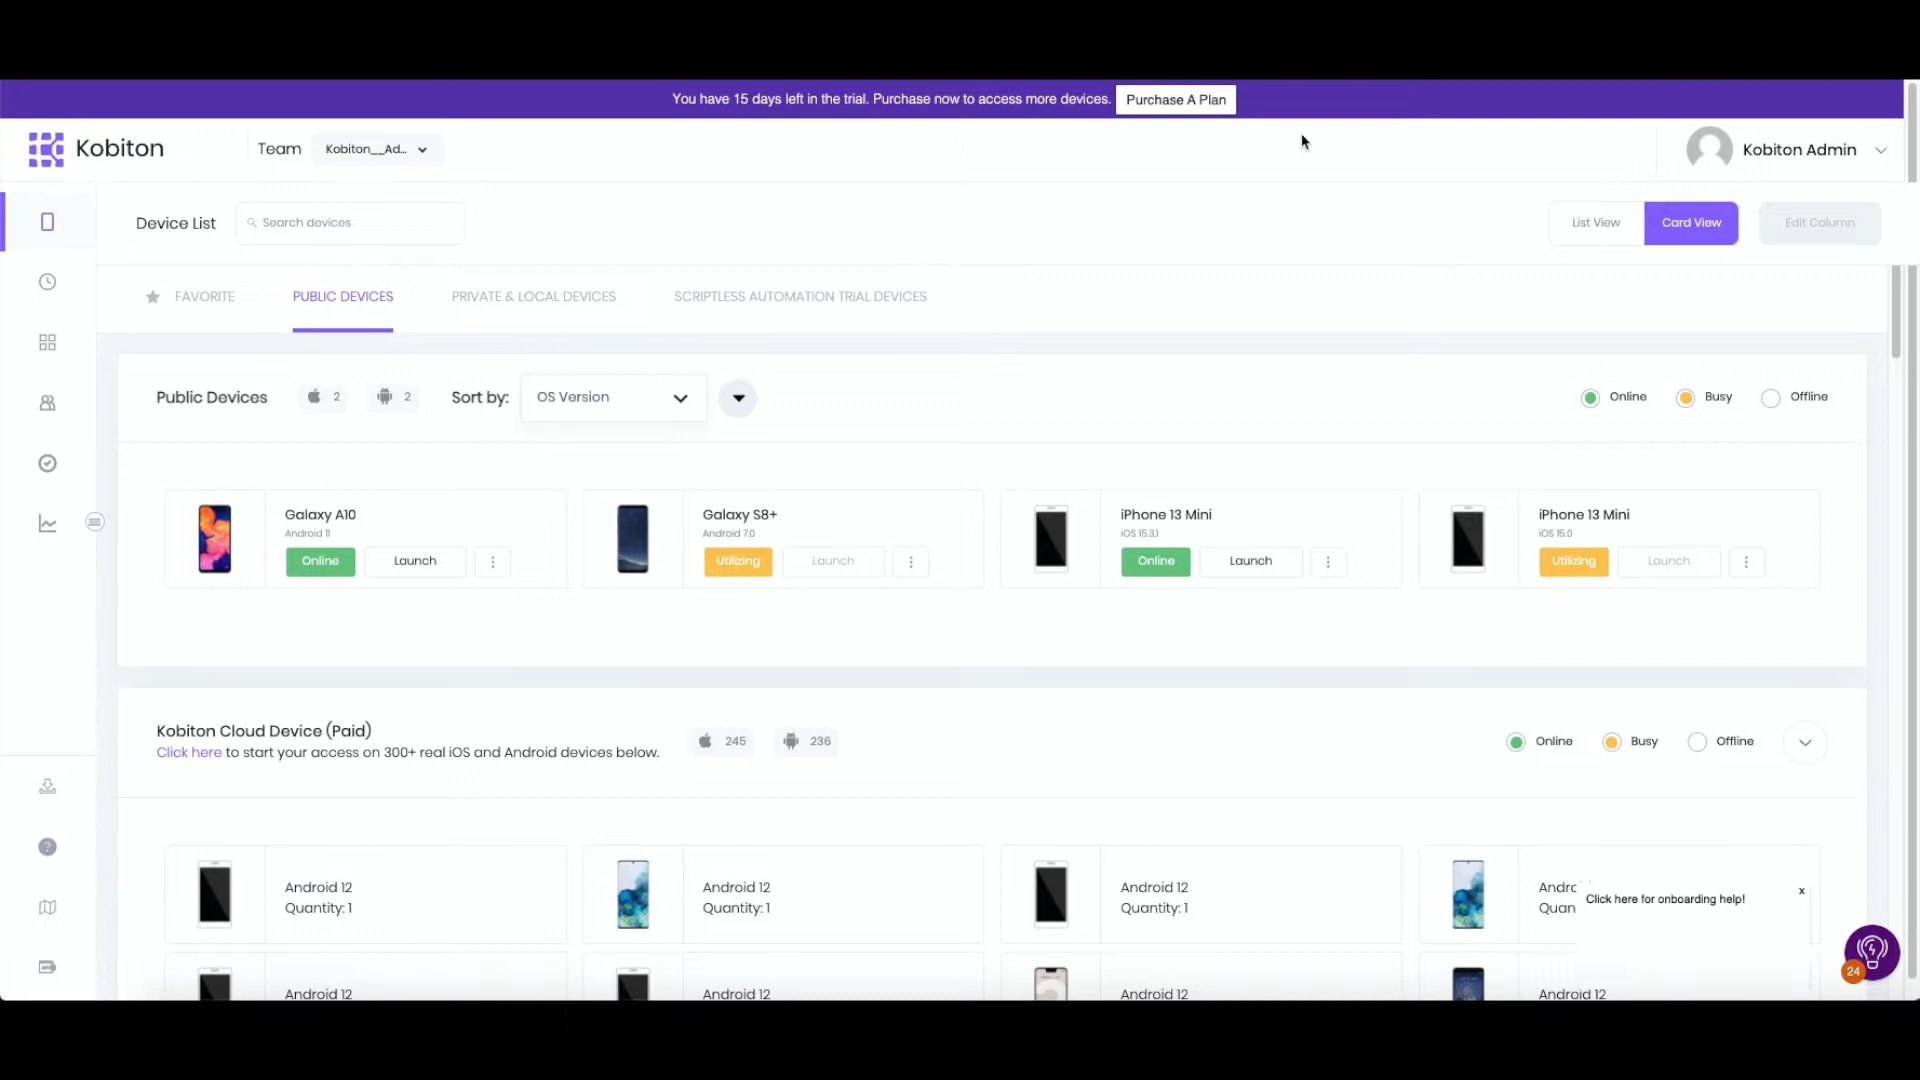 You have 15 days left in the trial. Purchase now to access more devices. Purchase A Plan
Kobiton Team Kobiton__Ad... Kobiton Admin
Device List Search devices List View Card View Edit Column
FAVORITE PUBLIC DEVICES PRIVATE & LOCAL DEVICES SCRIPTLESS AUTOMATION TRIAL DEVICES
Public Devices 2 2 Sort by: OS Version Online Busy Offline
Galaxy A10 Galaxy S8+ iPhone 13 Mini iPhone 13 Mini
Android 11 Android 7.0 iOS 15.3.1 iOS 15.0
Online Launch Utilizing Launch Online Launch Utilizing Launch
Kobiton Cloud Device (Paid) 245 236 Online Busy Offline
Click here to start your access on 300+ real iOS and Android devices below.
Android 12 Android 12 Android 12 Andro
Quantity: 1 Quantity: 1 Quantity: 1 Quan
Click here for onboarding help! x
24
Android 12 Android 12 Android 12 Android 12